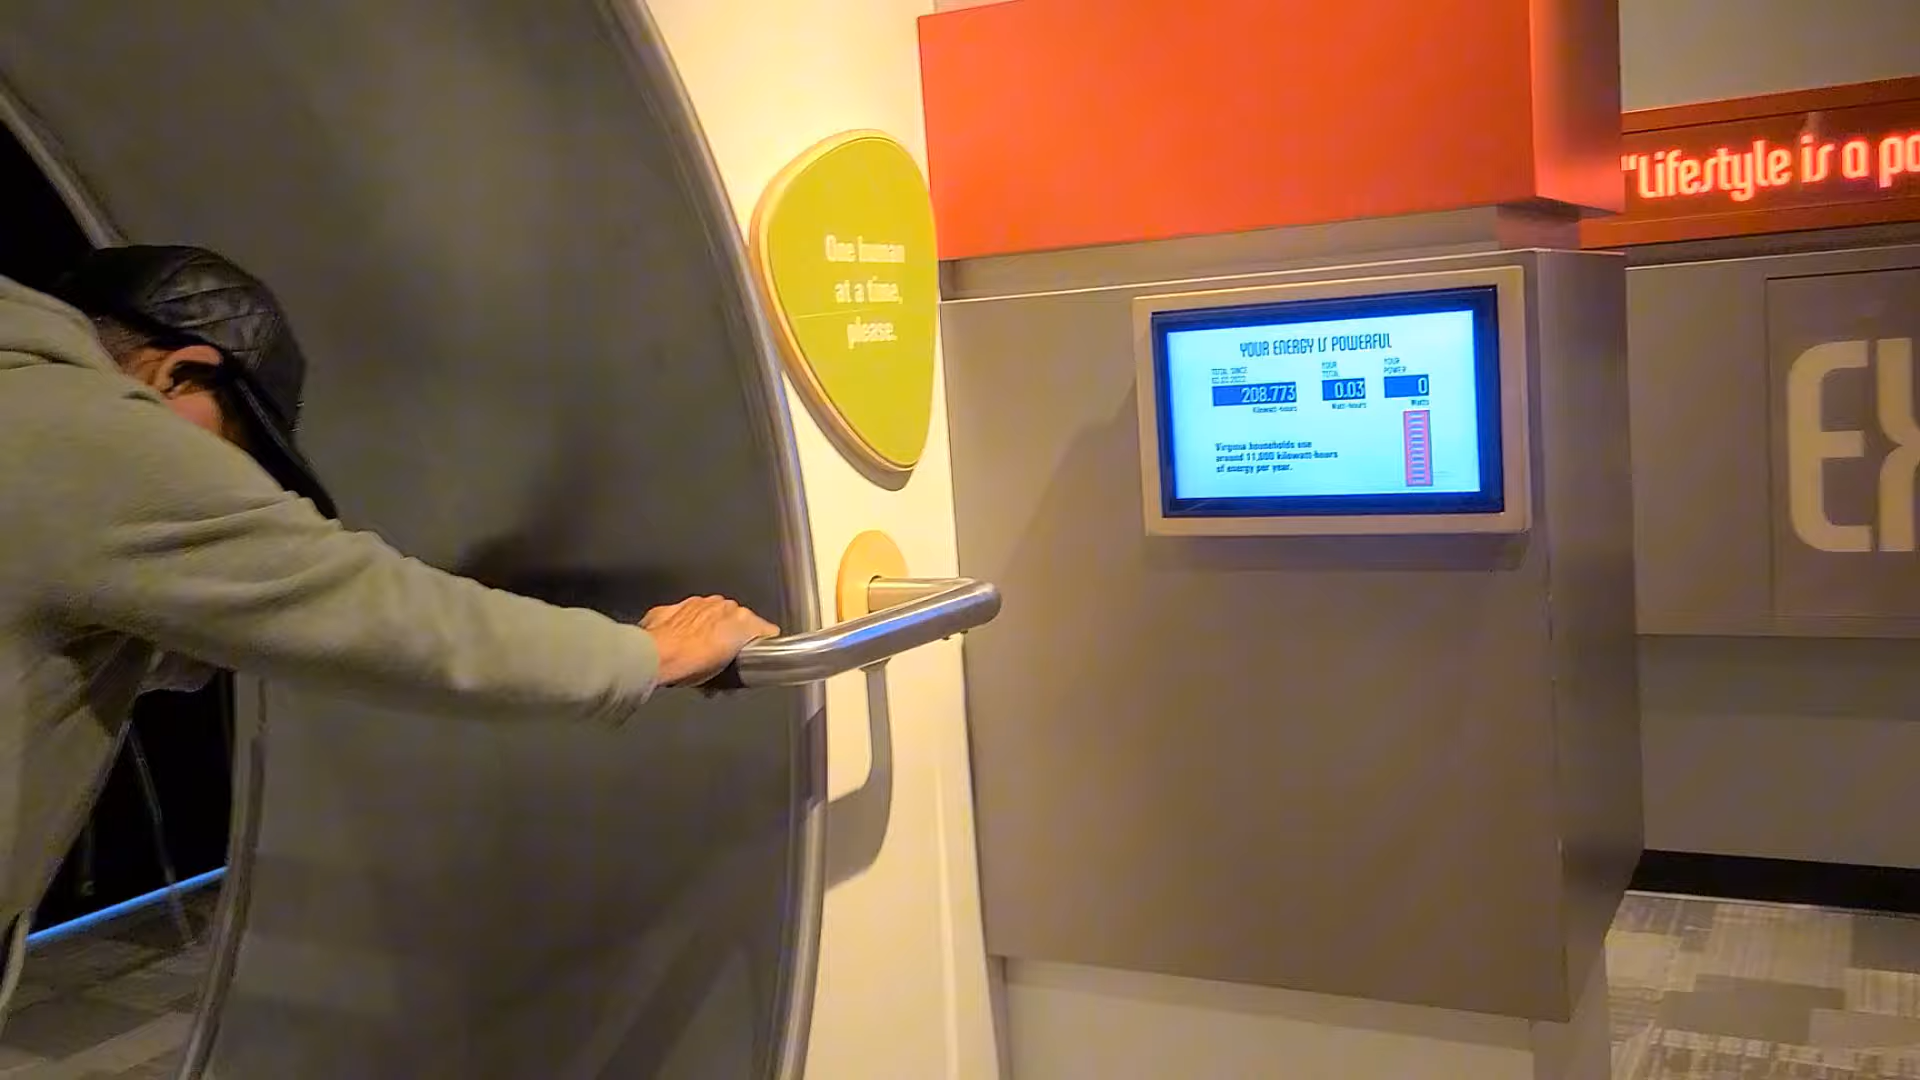 One human
at a time,
please.
"Lifestyle is a po
YOUR ENERGY IS POWERFUL
TOTAL SINCE
YOUR
TOTAL
YOUR
POWER
208.773
0.03
0
Kilowatt-hours
Watt-hours
Watts
Virginia households use
around 11,000 kilowatt-hours
of energy per year.
EX